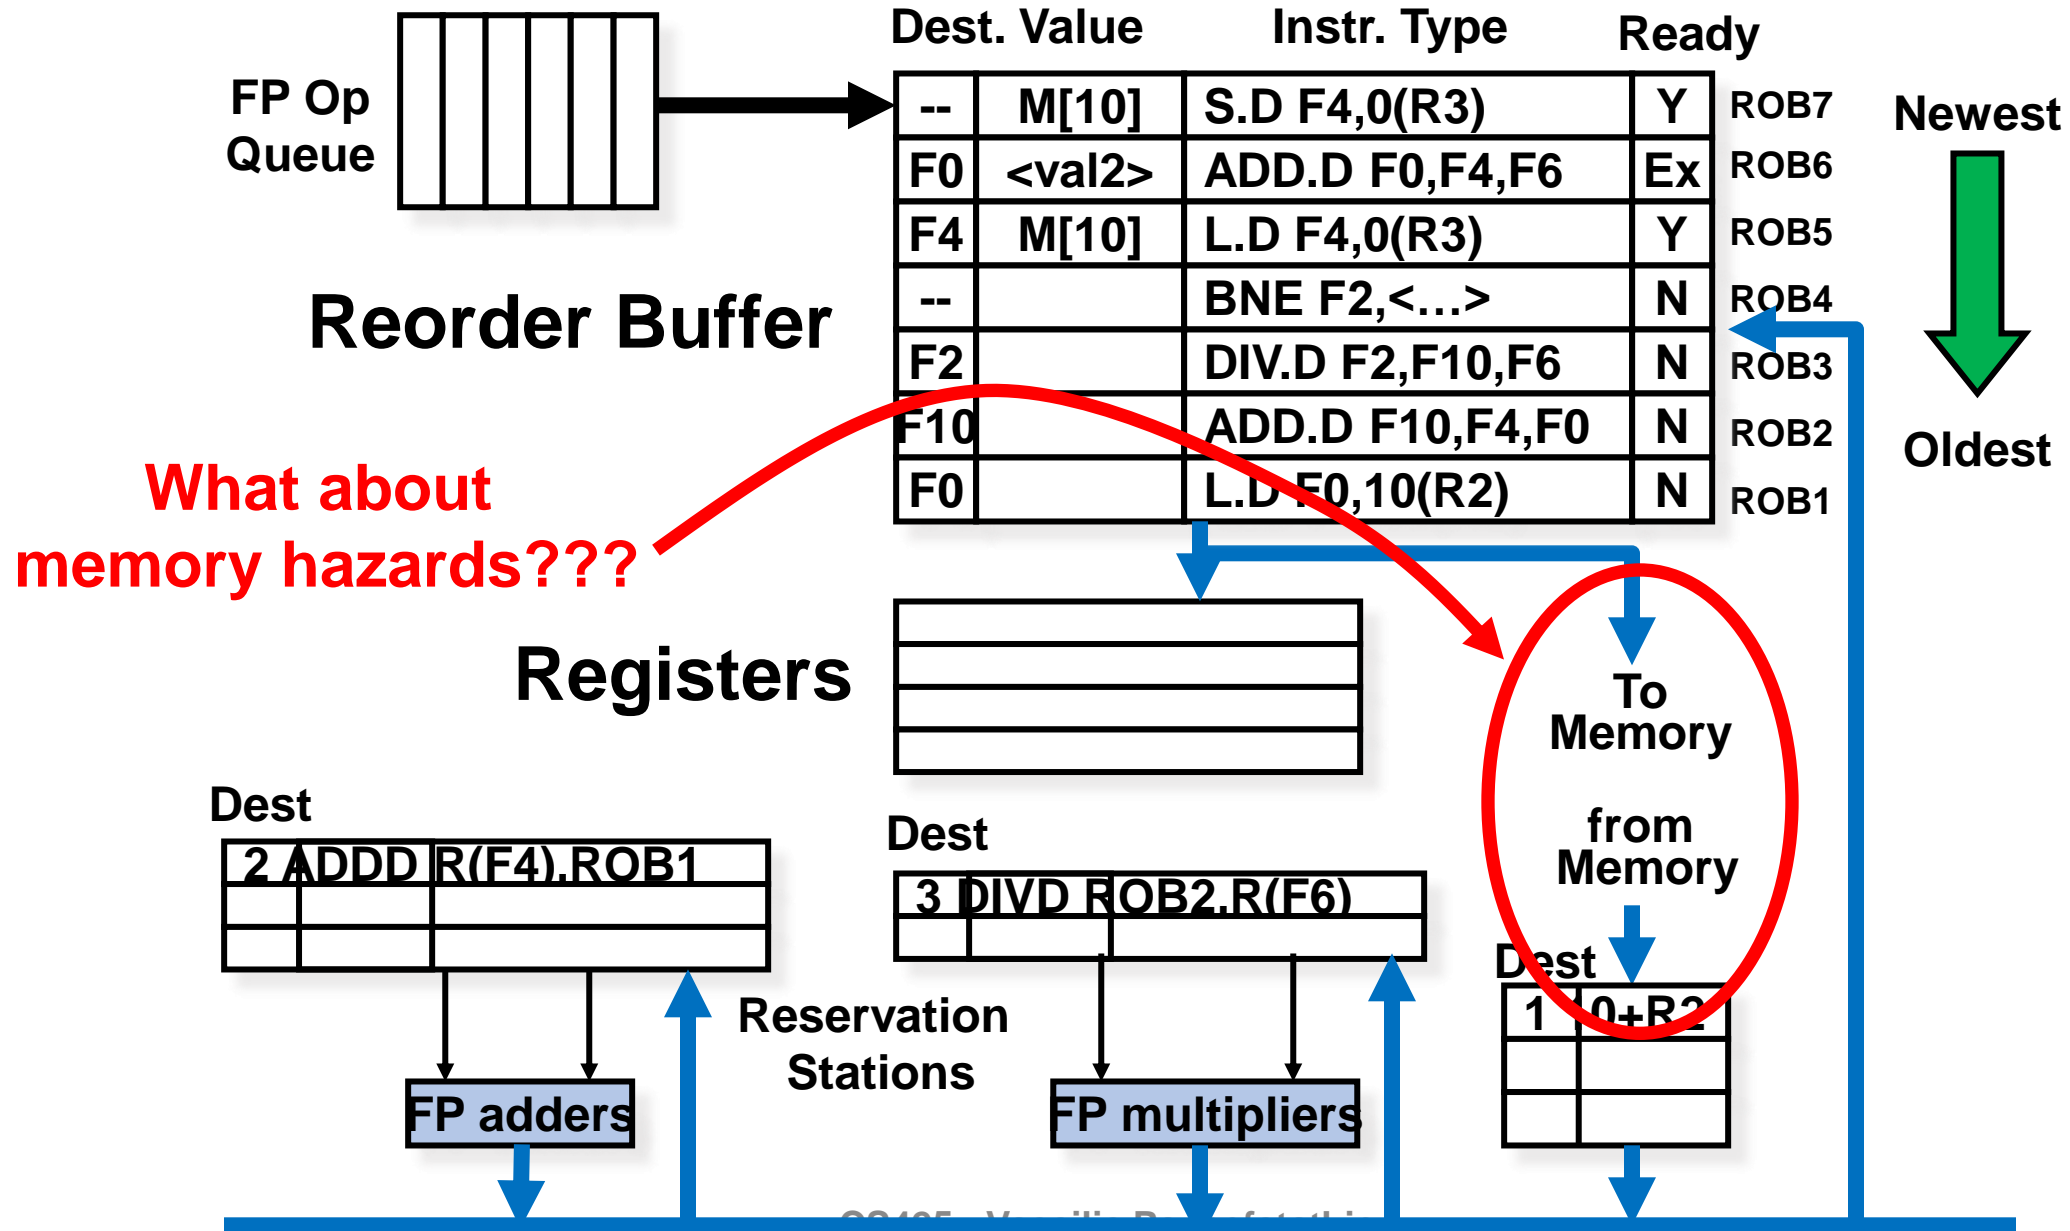 Dest. Value Instr. Type Ready
FP Op
Queue
-- M[10] S.D F4,0(R3) Y ROB7
F0 <val2> ADD.D F0,F4,F6 Ex ROB6
F4 M[10] L.D F4,0(R3) Y ROB5
-- BNE F2,<...> N ROB4
F2 DIV.D F2,F10,F6 N ROB3
F10 ADD.D F10,F4,F0 N ROB2
F0 L.D F0,10(R2) N ROB1
Newest
Oldest
Reorder Buffer
What about
memory hazards???
Registers
To
Memory
from
Memory
Dest
2 ADDD R(F4),ROB1
Dest
3 DIVD ROB2,R(F6)
Dest
1 10+R2
Reservation
Stations
FP adders
FP multipliers